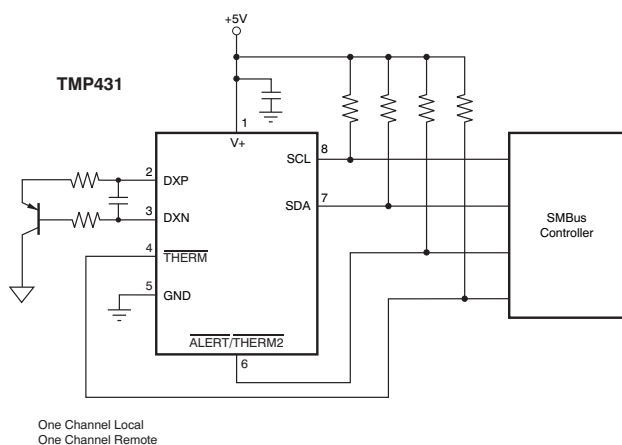 +5V
TMP431
1
V+
8
SCL
2
DXP
7
SDA
3
DXN
SMBus
Controller
4
THERM
5
GND
ALERT/THERM2
6
One Channel Local
One Channel Remote